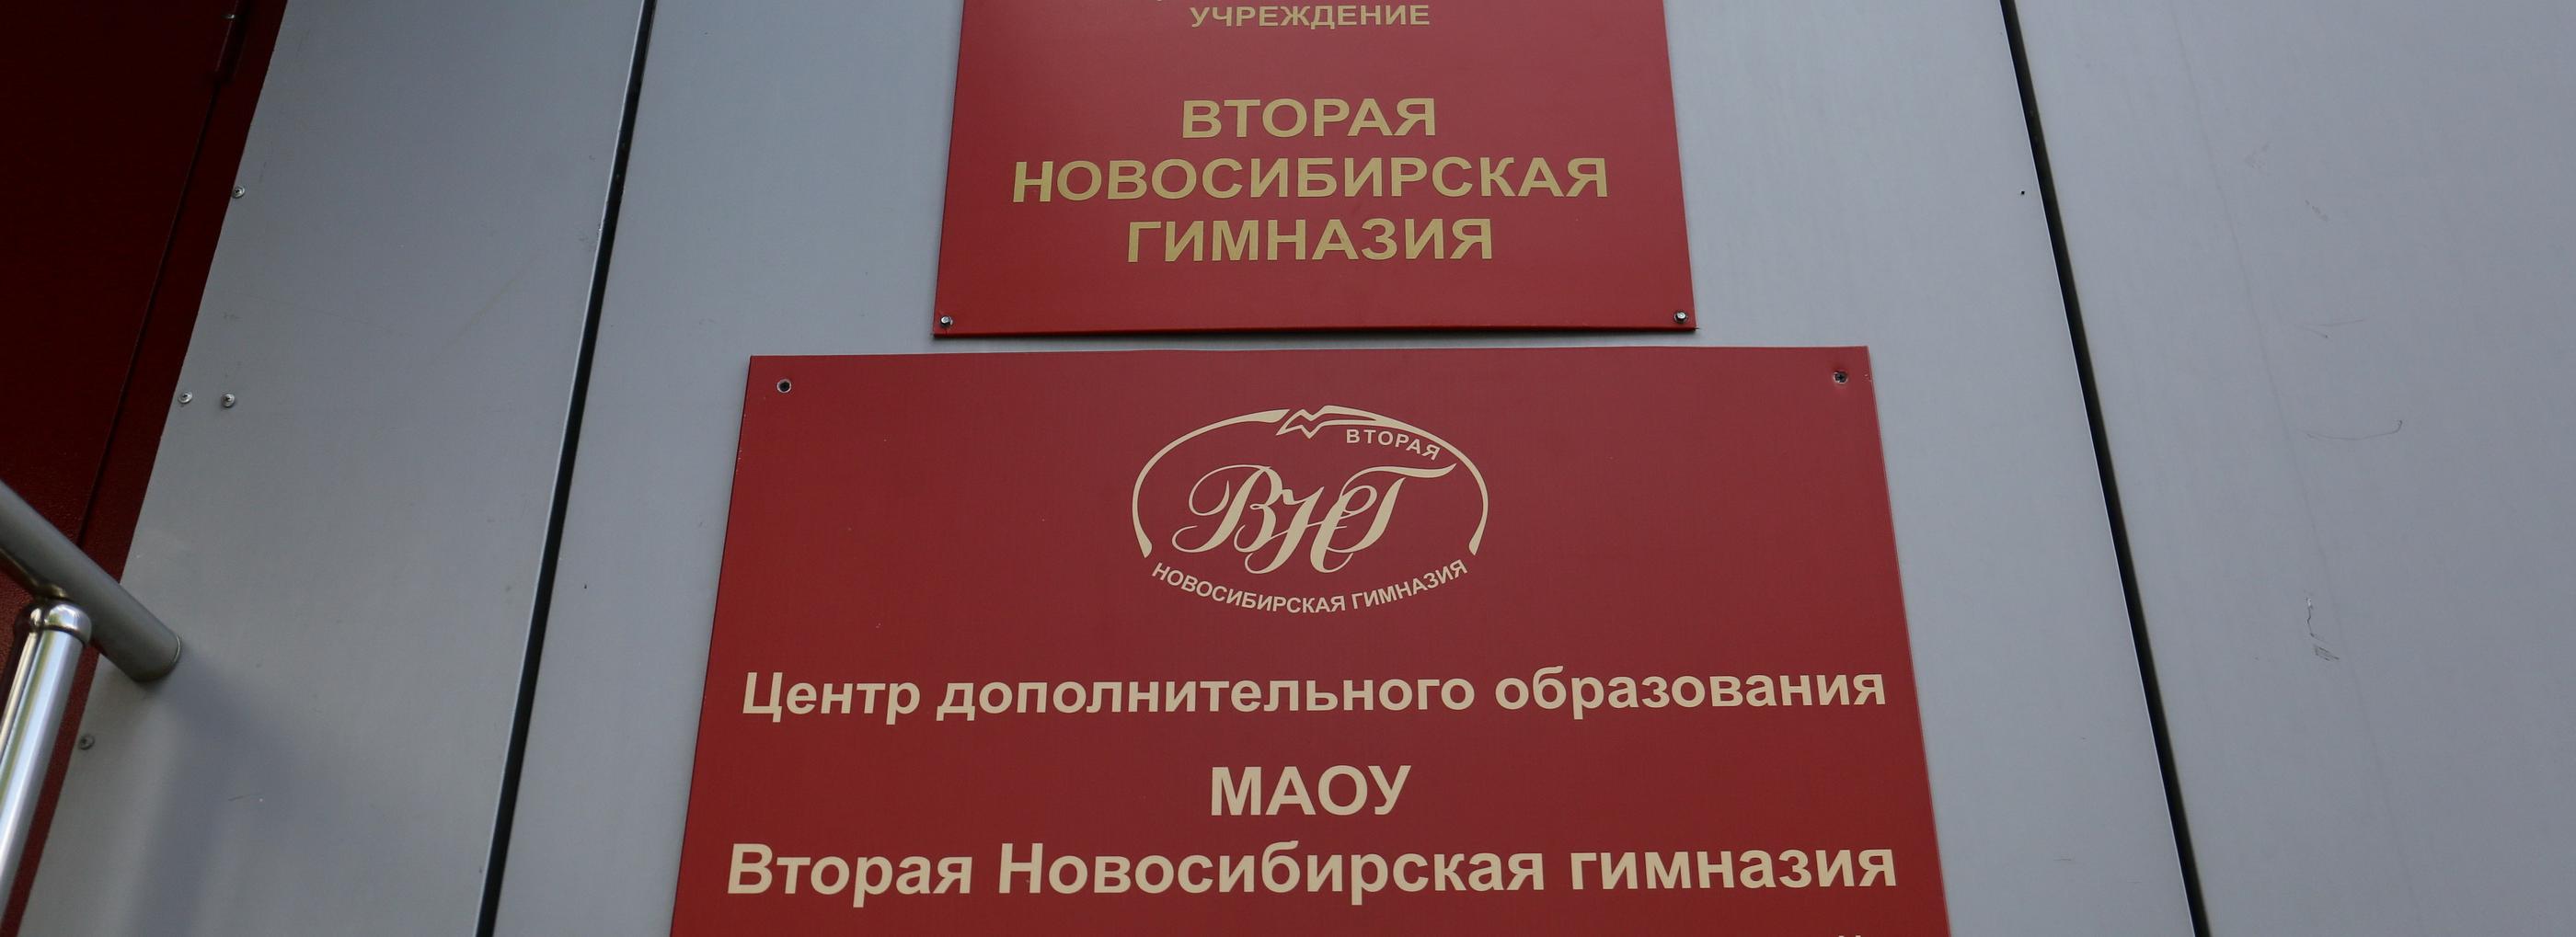 УЧРЕЖДЕНИЕ
ВТОРАЯ
НОВОСИБИРСКАЯ
ГИМНАЗИЯ
ВТОРАЯ
ВНГ
НОВОСИБИРСКАЯ ГИМНАЗИЯ
Центр дополнительного образования
МАОУ
Вторая Новосибирская гимназия